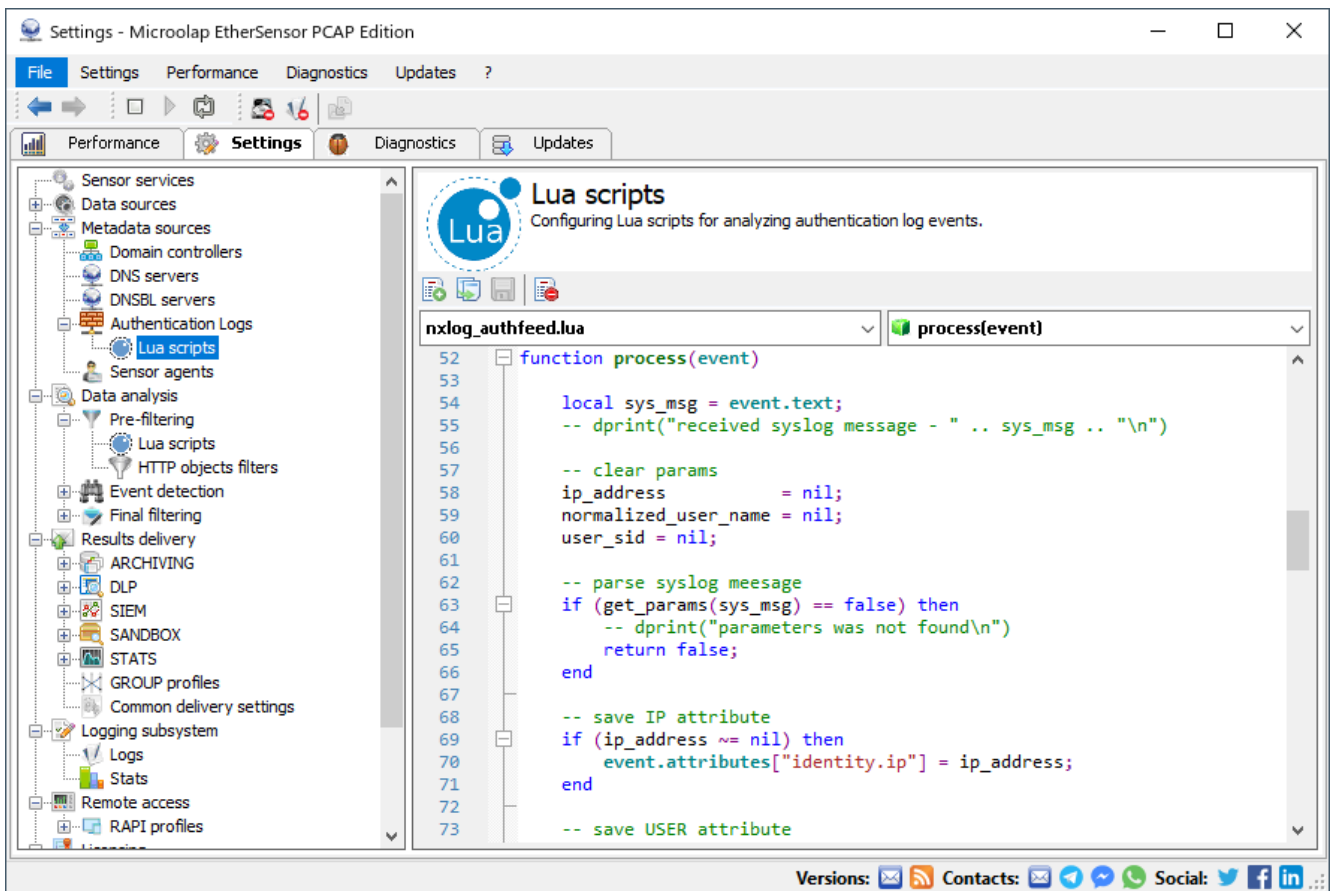 Settings - Microolap EtherSensor PCAP Edition
File Settings Performance Diagnostics Updates ?
Performance Settings Diagnostics Updates
Sensor services
Data sources
Metadata sources
Domain controllers
DNS servers
DNSBL servers
Authentication Logs
Lua scripts
Sensor agents
Data analysis
Pre-filtering
Lua scripts
HTTP objects filters
Event detection
Final filtering
Results delivery
ARCHIVING
DLP
SIEM
SANDBOX
STATS
GROUP profiles
Common delivery settings
Logging subsystem
Logs
Stats
Remote access
RAPI profiles
Licensing
Lua
Lua scripts
Configuring Lua scripts for analyzing authentication log events.
nxlog_authfeed.lua process(event)
52 function process(event)
53
54 local sys_msg = event.text;
55 -- dprint("received syslog message - " .. sys_msg .. "\n")
56
57 -- clear params
58 ip_address = nil;
59 normalized_user_name = nil;
60 user_sid = nil;
61
62 -- parse syslog meesage
63 if (get_params(sys_msg) == false) then
64 -- dprint("parameters was not found\n")
65 return false;
66 end
67
68 -- save IP attribute
69 if (ip_address ~= nil) then
70 event.attributes["identity.ip"] = ip_address;
71 end
72
73 -- save USER attribute
Versions: Contacts: Social: